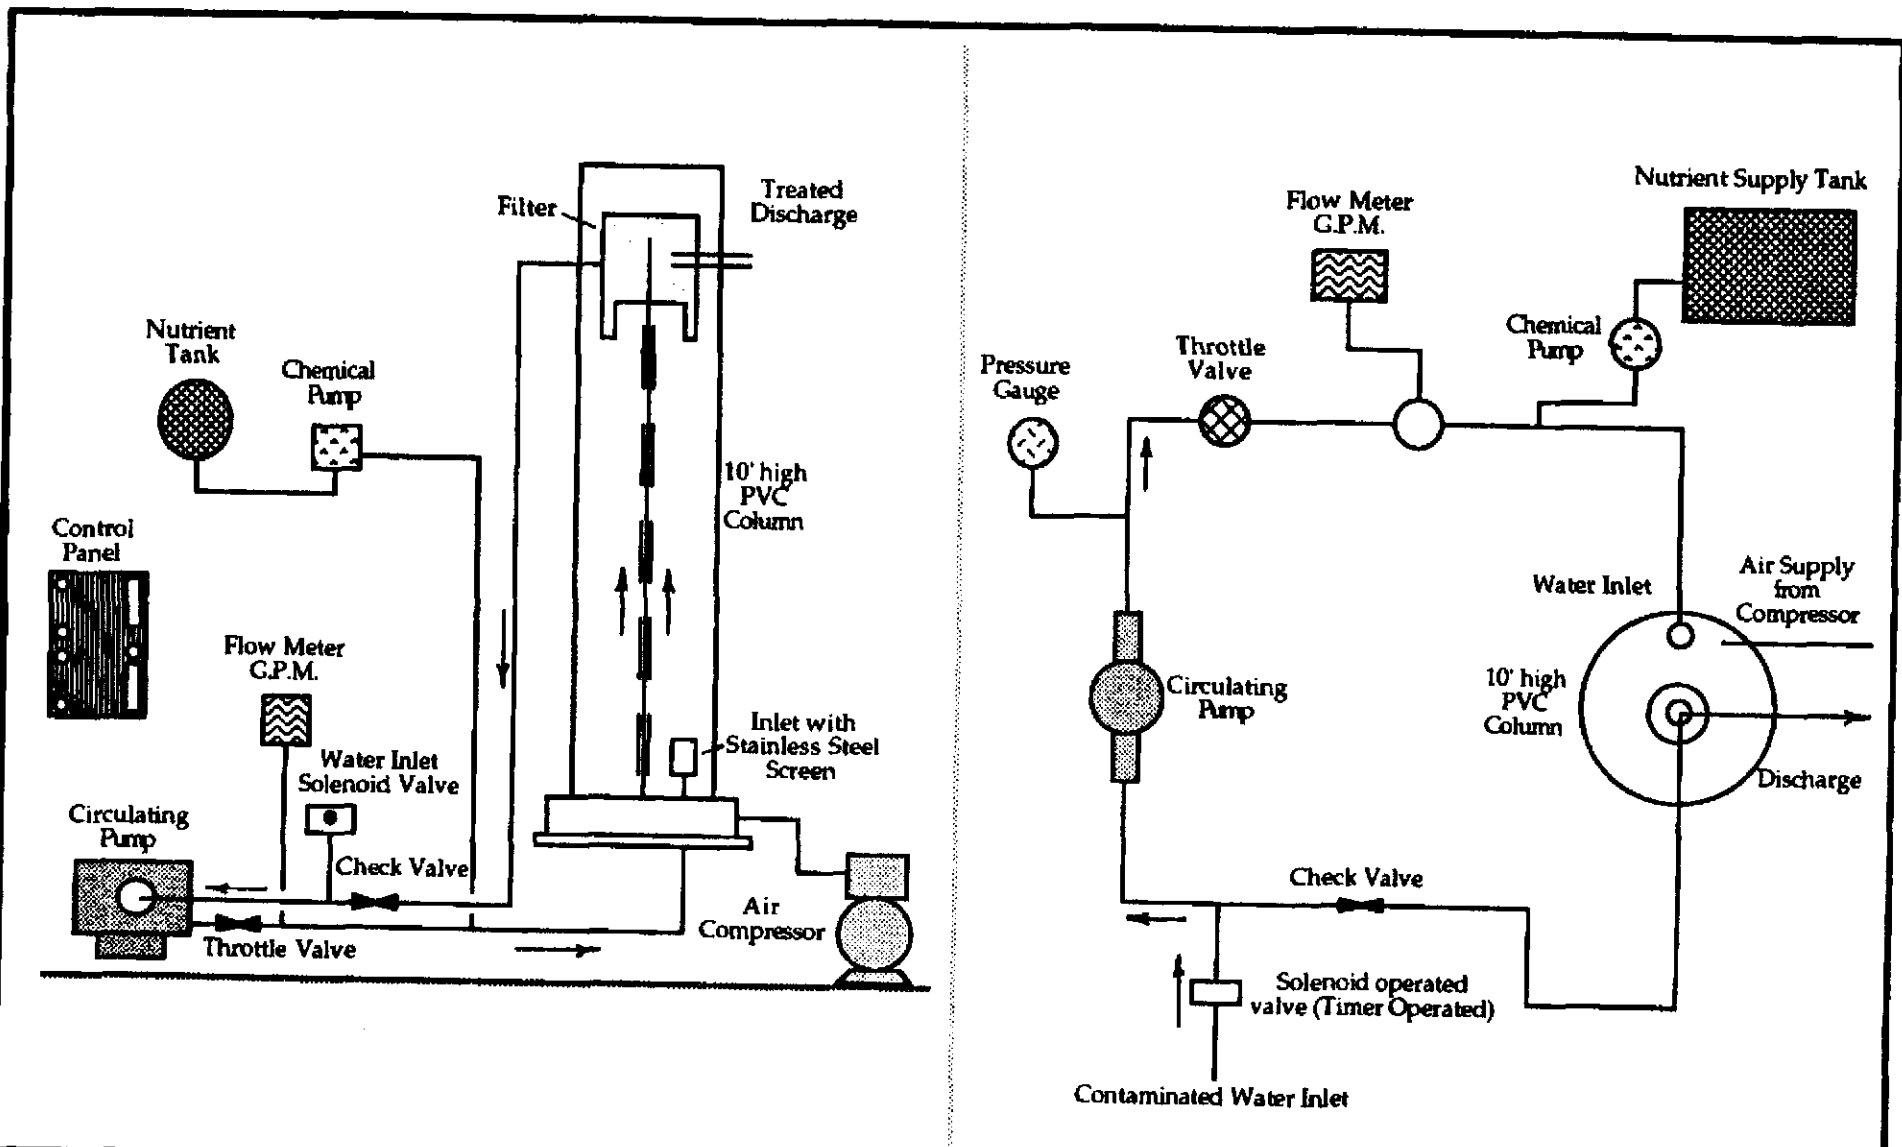 Filter
Treated
Discharge
Nutrient
Tank
Chemical
Pump
10' high
PVC
Column
Control
Panel
Flow Meter
G.P.M.
Water Inlet
Solenoid Valve
Inlet with
Stainless Steel
Screen
Circulating
Pump
Check Valve
Throttle Valve
Air
Compressor
Nutrient Supply Tank
Flow Meter
G.P.M.
Chemical
Pump
Throttle
Valve
Pressure
Gauge
Water Inlet
Air Supply
from
Compressor
Circulating
Pump
10' high
PVC
Column
Discharge
Check Valve
Solenoid operated
valve (Timer Operated)
Contaminated Water Inlet